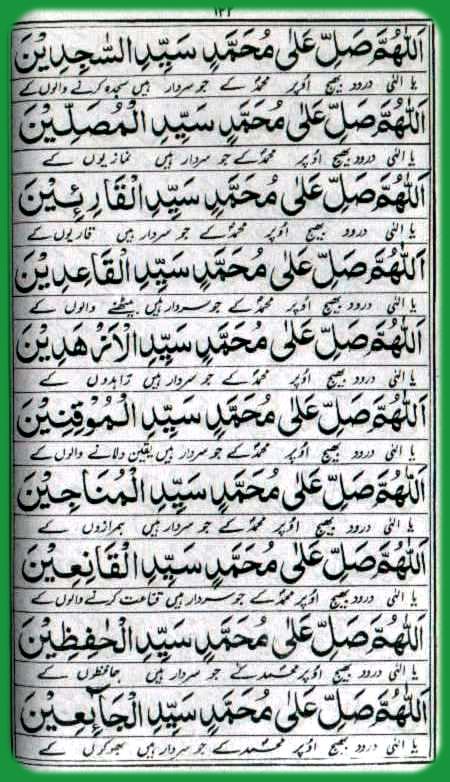 ۱۲۲
اَللّٰهُمَّ صَلِّ عَلٰى مُحَمَّدٍ سَيِّدِ السّٰجِدِيْنَ
یا الٰہی درود بھیج اوپر محمدؐ کے جو سردار ہیں سجدہ کرنے والوں کے
اَللّٰهُمَّ صَلِّ عَلٰى مُحَمَّدٍ سَيِّدِ الْمُصَلِّيْنَ
یا الٰہی درود بھیج اوپر محمدؐ کے جو سردار ہیں نمازیوں کے
اَللّٰهُمَّ صَلِّ عَلٰى مُحَمَّدٍ سَيِّدِ الْقَارِئِيْنَ
یا الٰہی درود بھیج اوپر محمدؐ کے جو سردار ہیں قاریوں کے
اَللّٰهُمَّ صَلِّ عَلٰى مُحَمَّدٍ سَيِّدِ الْقَاعِدِيْنَ
یا الٰہی درود بھیج اوپر محمدؐ کے جو سردار ہیں بیٹھنے والوں کے
اَللّٰهُمَّ صَلِّ عَلٰى مُحَمَّدٍ سَيِّدِ الْاَزْهَدِيْنَ
یا الٰہی درود بھیج اوپر محمدؐ کے جو سردار ہیں زاہدوں کے
اَللّٰهُمَّ صَلِّ عَلٰى مُحَمَّدٍ سَيِّدِ الْمُوْقِنِيْنَ
یا الٰہی درود بھیج اوپر محمدؐ کے جو سردار ہیں یقین دلانے والوں کے
اَللّٰهُمَّ صَلِّ عَلٰى مُحَمَّدٍ سَيِّدِ الْمُنَاجِيْنَ
یا الٰہی درود بھیج اوپر محمدؐ کے جو سردار ہیں ہمرازوں کے
اَللّٰهُمَّ صَلِّ عَلٰى مُحَمَّدٍ سَيِّدِ الْقَانِعِيْنَ
یا الٰہی درود بھیج اوپر محمدؐ کے جو سردار ہیں قناعت کرنے والوں کے
اَللّٰهُمَّ صَلِّ عَلٰى مُحَمَّدٍ سَيِّدِ الْحٰفِظِيْنَ
یا الٰہی درود بھیج اوپر محمدؐ کے جو سردار ہیں حافظوں کے
اَللّٰهُمَّ صَلِّ عَلٰى مُحَمَّدٍ سَيِّدِ الْجَآئِعِيْنَ
یا الٰہی درود بھیج اوپر محمدؐ کے جو سردار ہیں بھوکوں کے